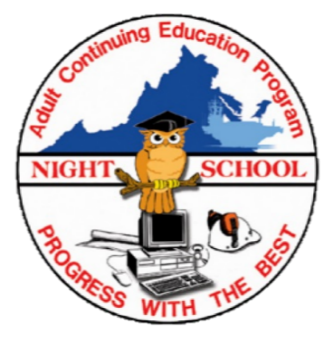 Adult Continuing Education Program
NIGHT SCHOOL
PROGRESS WITH THE BEST